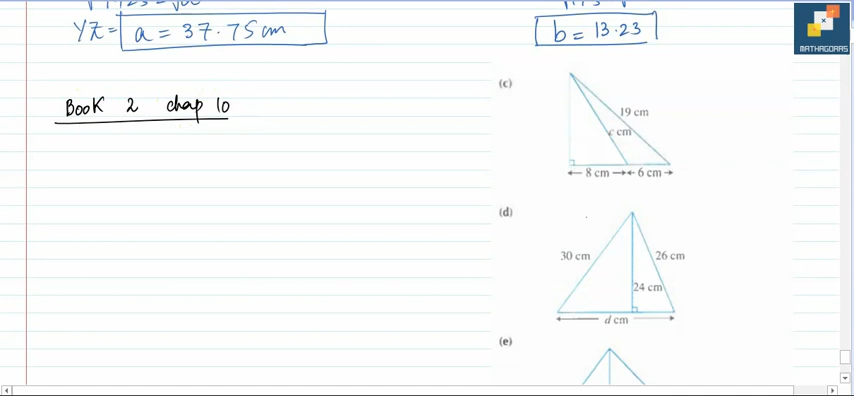 YZ = a = 37.75 cm
b = 13.23
MATHAGORAS
Book 2 chap 10
(c)
19 cm
c cm
8 cm 6 cm
(d)
30 cm 26 cm
24 cm
d cm
(e)